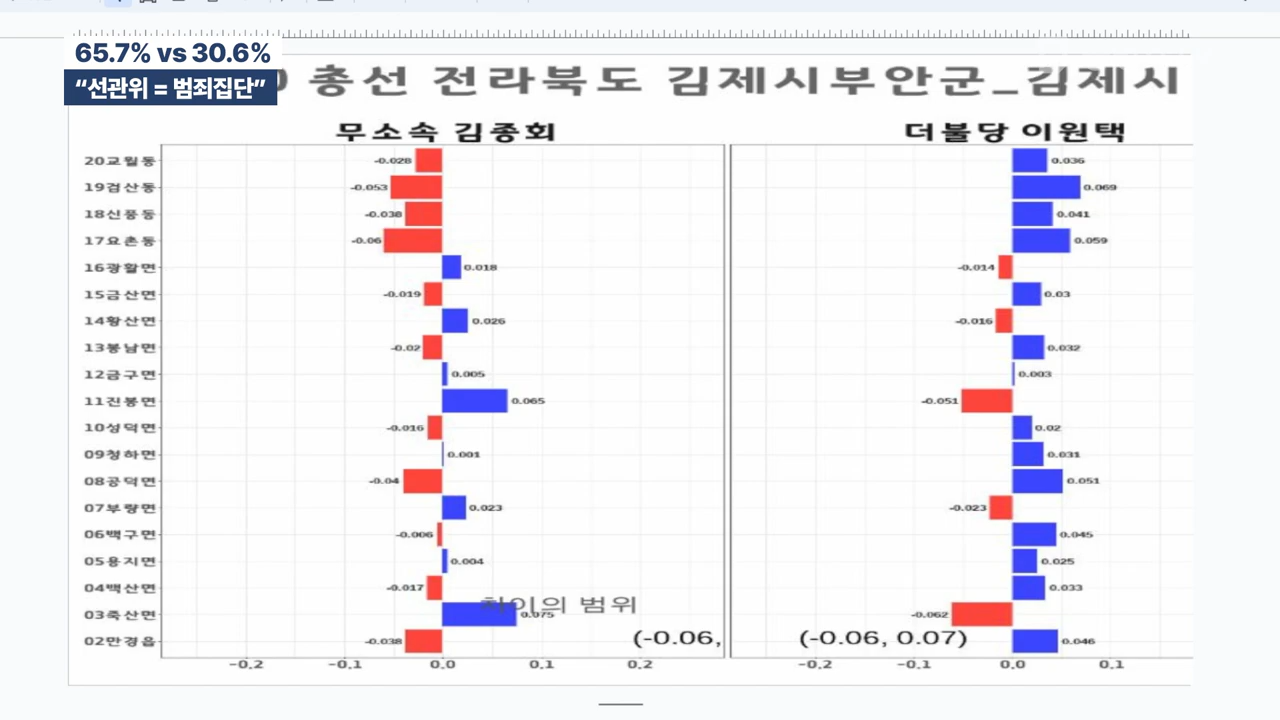 65.7% vs 30.6%
“선관위 = 범죄집단”
0 총선 전라북도 김제시부안군_김제시
무소속 김종회
더불당 이원택
20교월동 -0.028 0.036
19검산동 -0.053 0.069
18신풍동 -0.038 0.041
17요촌동 -0.06 0.059
16광활면 0.018 -0.014
15금산면 -0.019 0.03
14황산면 0.026 -0.016
13봉남면 -0.02 0.032
12금구면 0.005 0.003
11진봉면 0.065 -0.051
10성덕면 -0.016 0.02
09청하면 0.001 0.031
08공덕면 -0.04 0.051
07부량면 0.023 -0.023
06백구면 -0.006 0.045
05용지면 0.004 0.025
04백산면 -0.017 0.033
차이의 범위
03죽산면 0.075 -0.062
02만경읍 -0.038 (-0.06, (-0.06, 0.07) 0.046
-0.2 -0.1 0.0 0.1 0.2 -0.2 -0.1 0.0 0.1